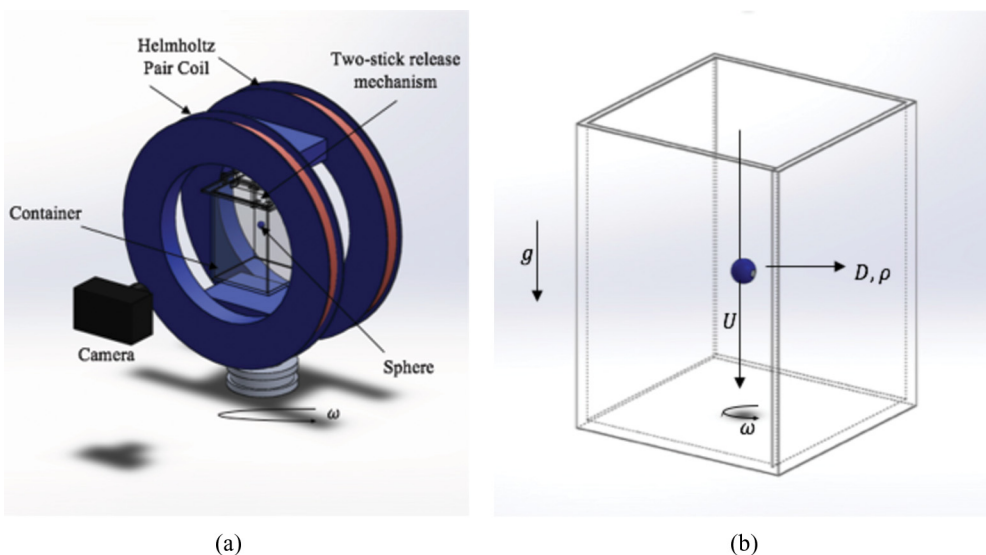 Helmholtz
Pair Coil
Two-stick release
mechanism
Container
Camera
Sphere
ω
g
D, ρ
U
ω
(a)
(b)